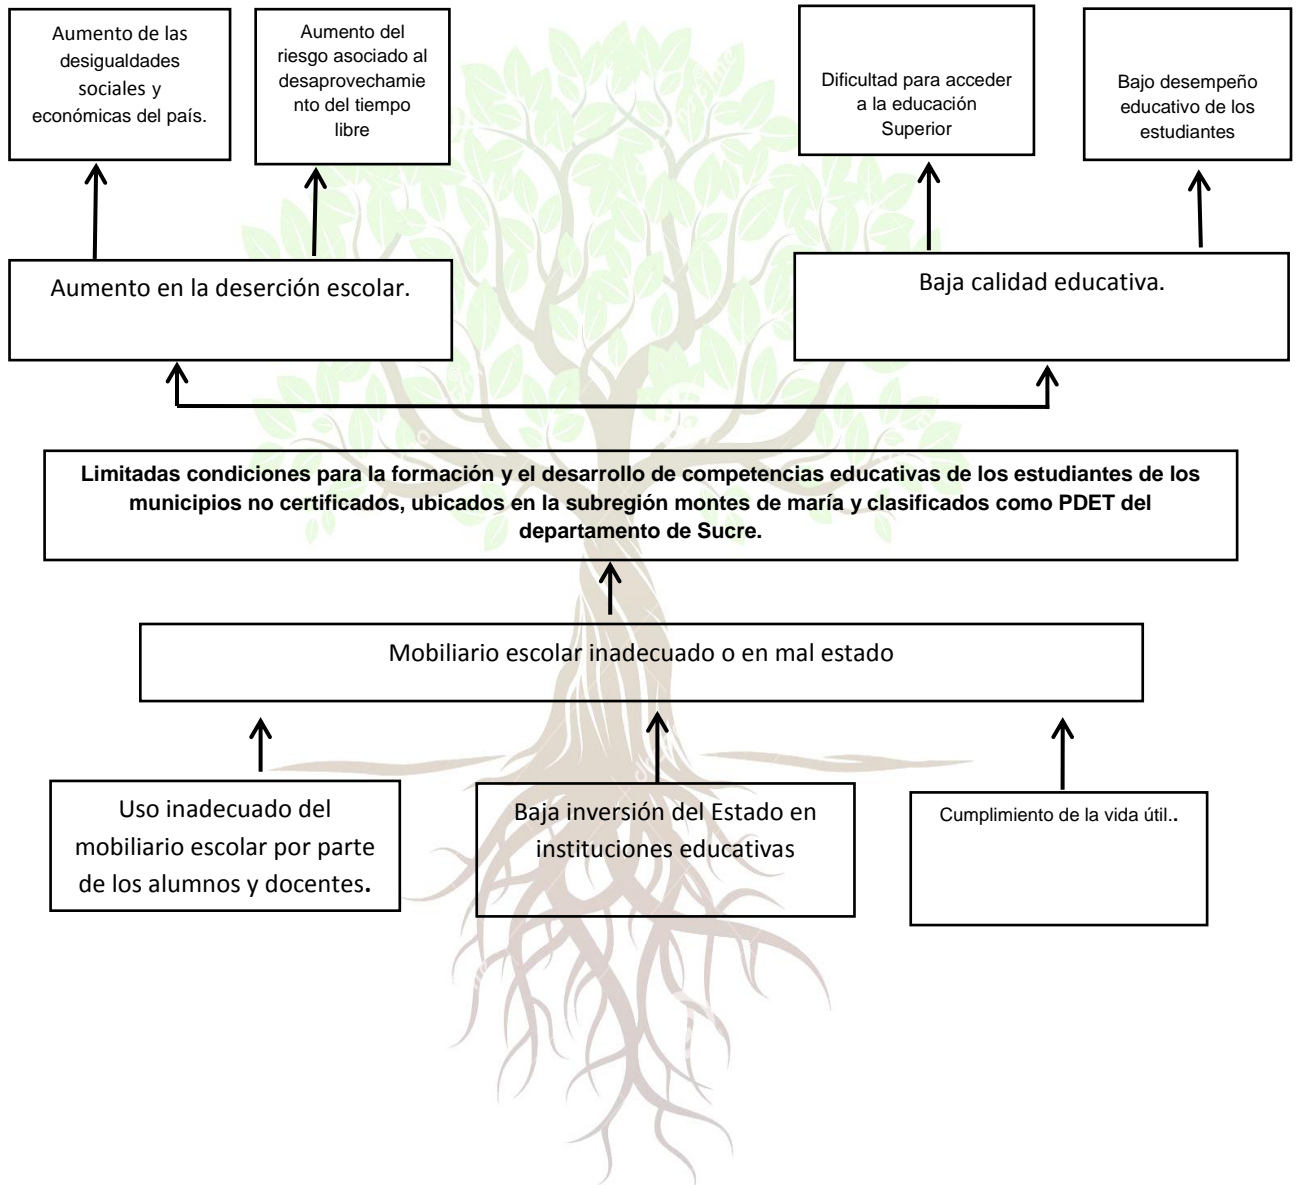 Aumento de las
desigualdades
sociales y
económicas del país.
Aumento del
riesgo asociado al
desaprovechamie
nto del tiempo
libre
Dificultad para acceder
a la educación
Superior
Bajo desempeño
educativo de los
estudiantes
Aumento en la deserción escolar.
Baja calidad educativa.
Limitadas condiciones para la formación y el desarrollo de competencias educativas de los estudiantes de los
municipios no certificados, ubicados en la subregión montes de maría y clasificados como PDET del
departamento de Sucre.
Mobiliario escolar inadecuado o en mal estado
Uso inadecuado del
mobiliario escolar por parte
de los alumnos y docentes.
Baja inversión del Estado en
instituciones educativas
Cumplimiento de la vida útil..